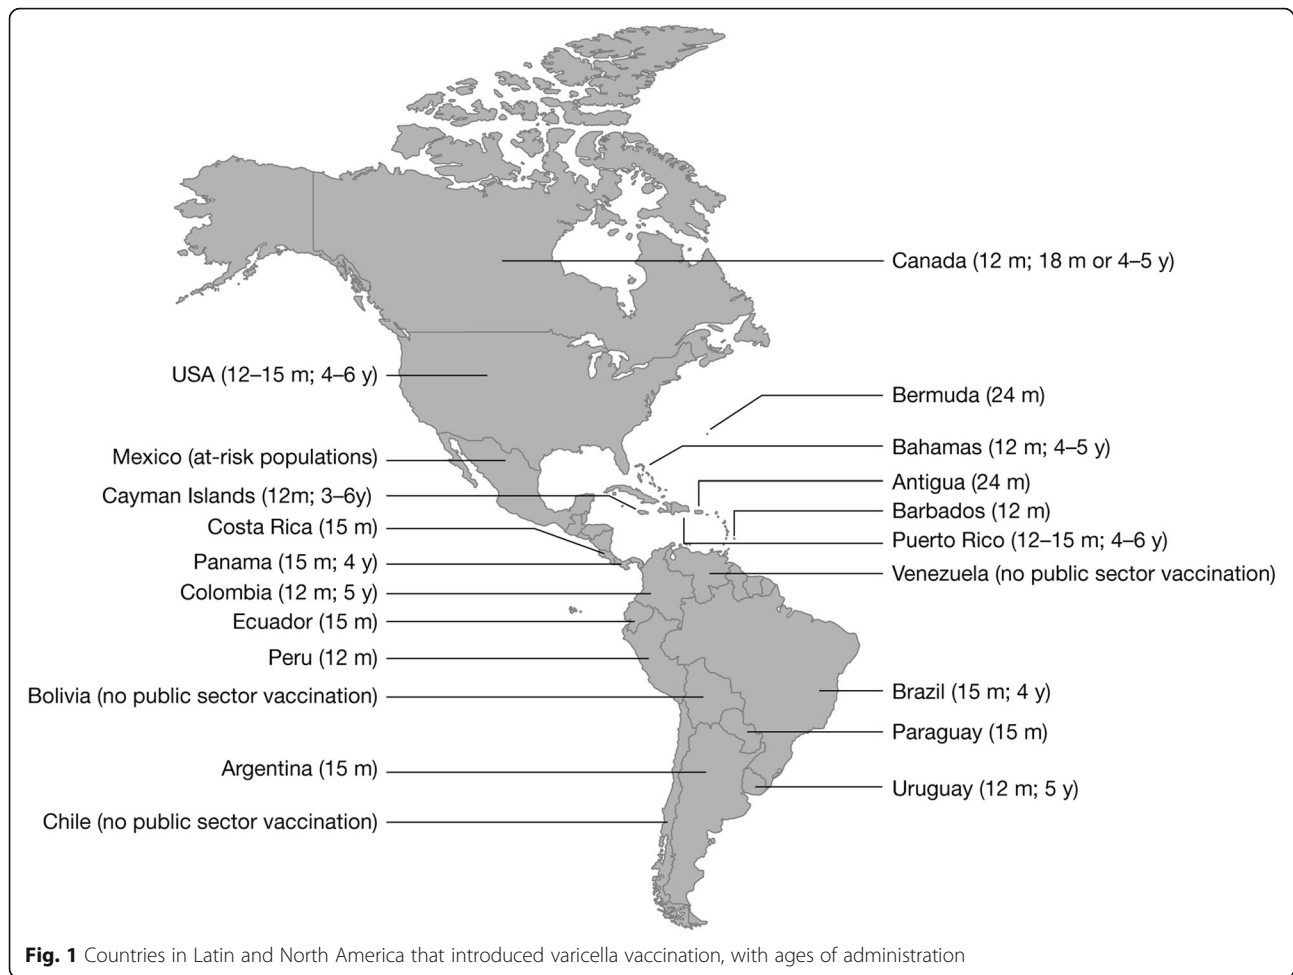 Canada (12 m; 18 m or 4–5 y)
USA (12–15 m; 4–6 y)
Bermuda (24 m)
Mexico (at-risk populations)
Bahamas (12 m; 4–5 y)
Cayman Islands (12m; 3–6y)
Antigua (24 m)
Costa Rica (15 m)
Barbados (12 m)
Panama (15 m; 4 y)
Puerto Rico (12–15 m; 4–6 y)
Colombia (12 m; 5 y)
Venezuela (no public sector vaccination)
Ecuador (15 m)
Peru (12 m)
Bolivia (no public sector vaccination)
Brazil (15 m; 4 y)
Paraguay (15 m)
Argentina (15 m)
Uruguay (12 m; 5 y)
Chile (no public sector vaccination)
Fig. 1 Countries in Latin and North America that introduced varicella vaccination, with ages of administration